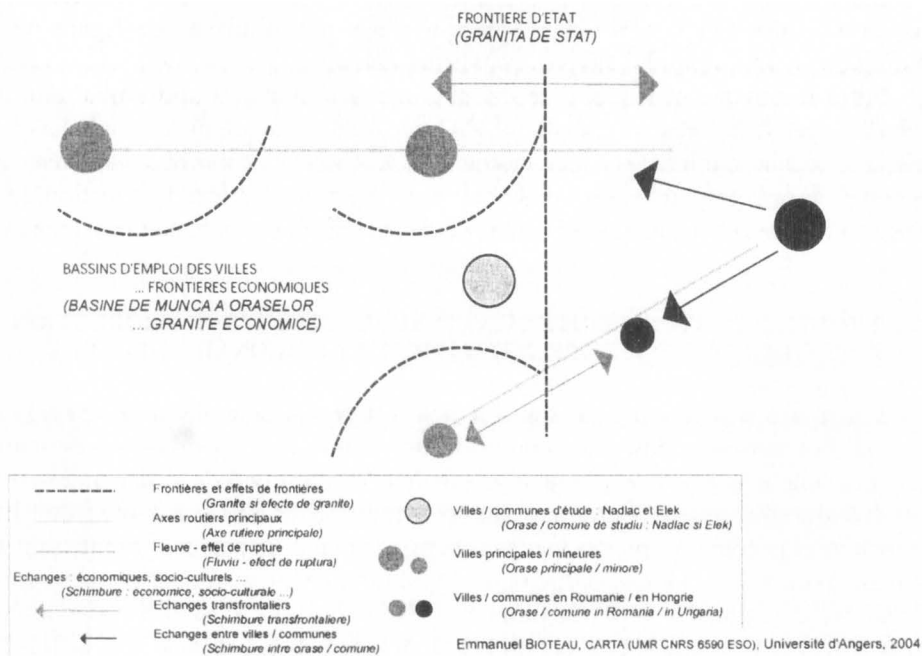 FRONTIERE D'ETAT
(GRANITA DE STAT)
BASSINS D'EMPLOI DES VILLES
... FRONTIERES ECONOMIQUES
(BASINE DE MUNCA A ORASELOR
... GRANITE ECONOMICE)
Frontières et effets de frontières
(Granite si efecte de granite)
Axes routiers principaux
(Axe rutiere principale)
Fleuve - effet de rupture
(Fluviu - efect de ruptura)
Echanges : économiques, socio-culturels ...
(Schimbure : economice, socio-culturale ...)
Echanges transfrontaliers
(Schimbure transfrontaliere)
Echanges entre villes / communes
(Schimbure intre orase / comune)
Villes / communes d'étude : Nadlac et Elek
(Orase / comune de studiu : Nadlac si Elek)
Villes principales / mineures
(Orase principale / minore)
Villes / communes en Roumanie / en Hongrie
(Orase / comune in Romania / in Ungaria)
Emmanuel BIOTEAU, CARTA (UMR CNRS 6590 ESO), Université d'Angers, 2004